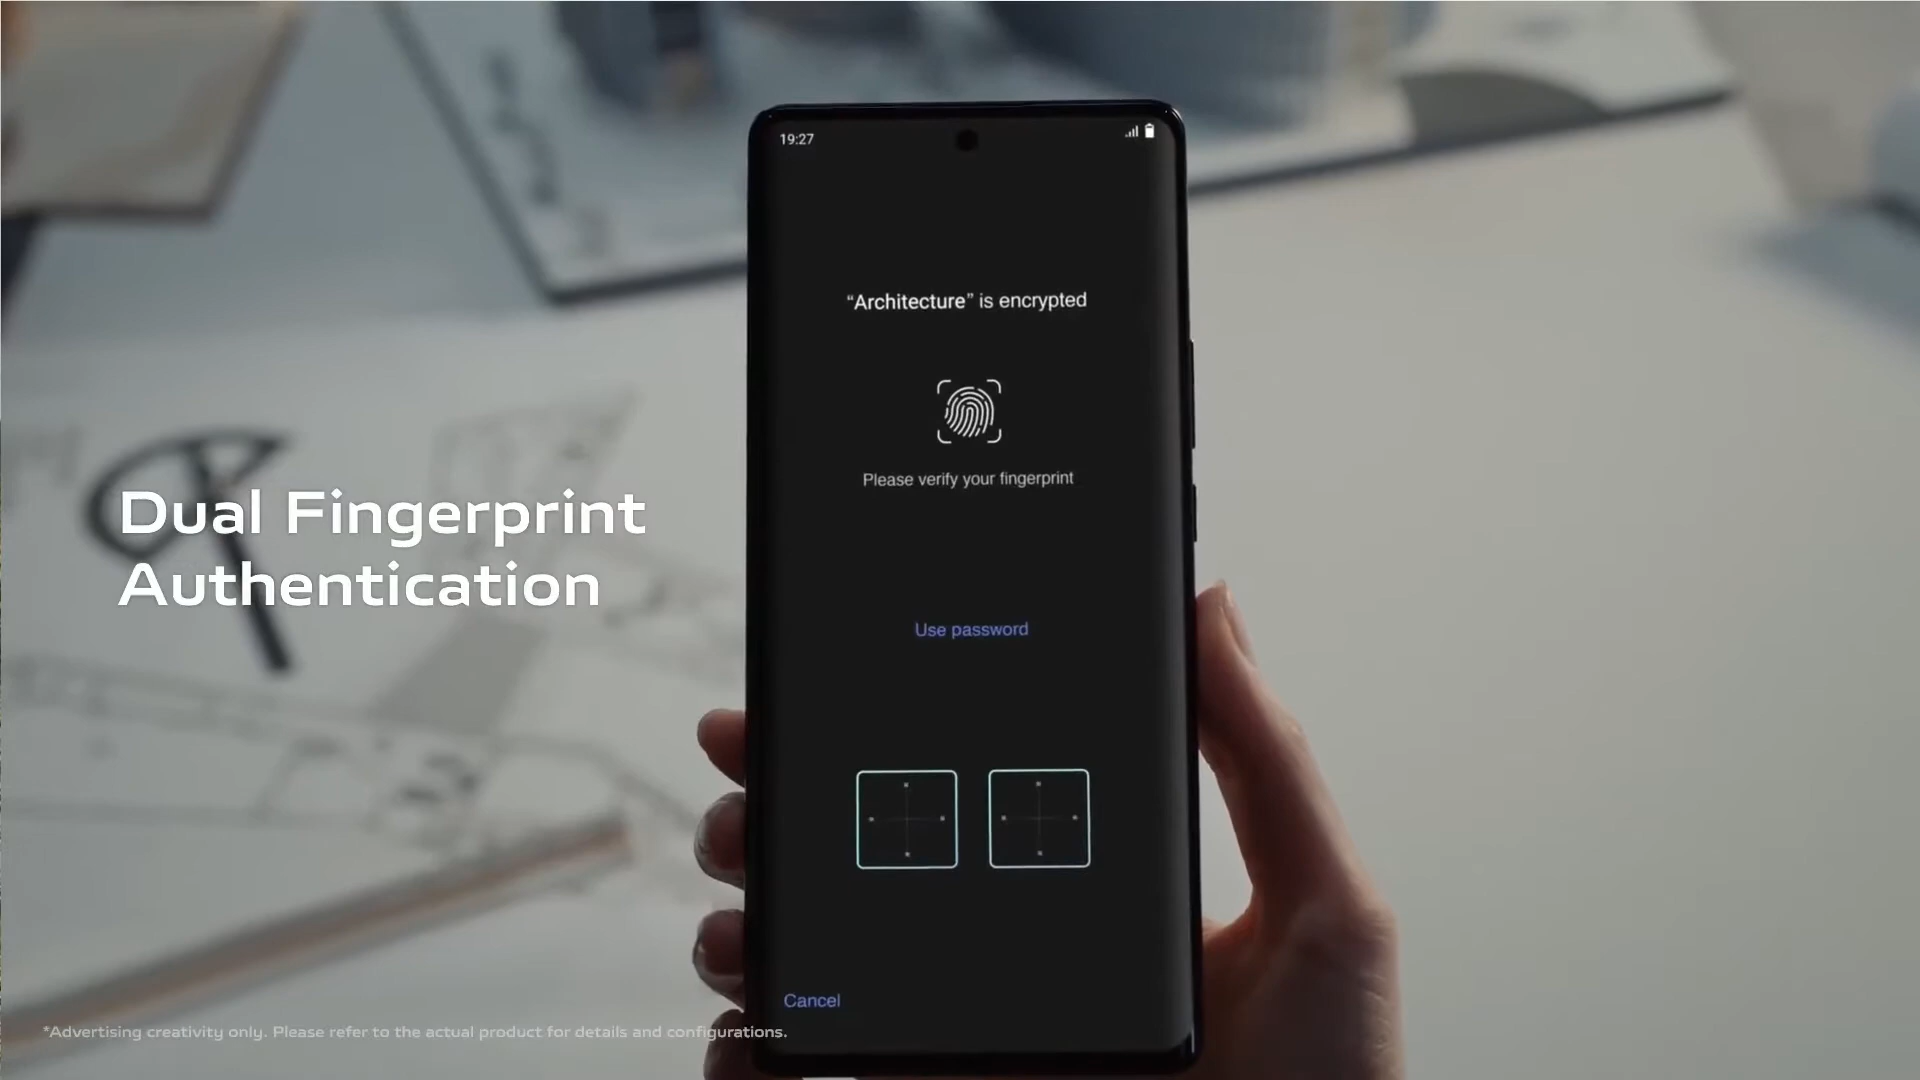 19:27
“Architecture” is encrypted
Please verify your fingerprint
Dual Fingerprint
Authentication
Use password
Cancel
*Advertising creativity only. Please refer to the actual product for details and configurations.